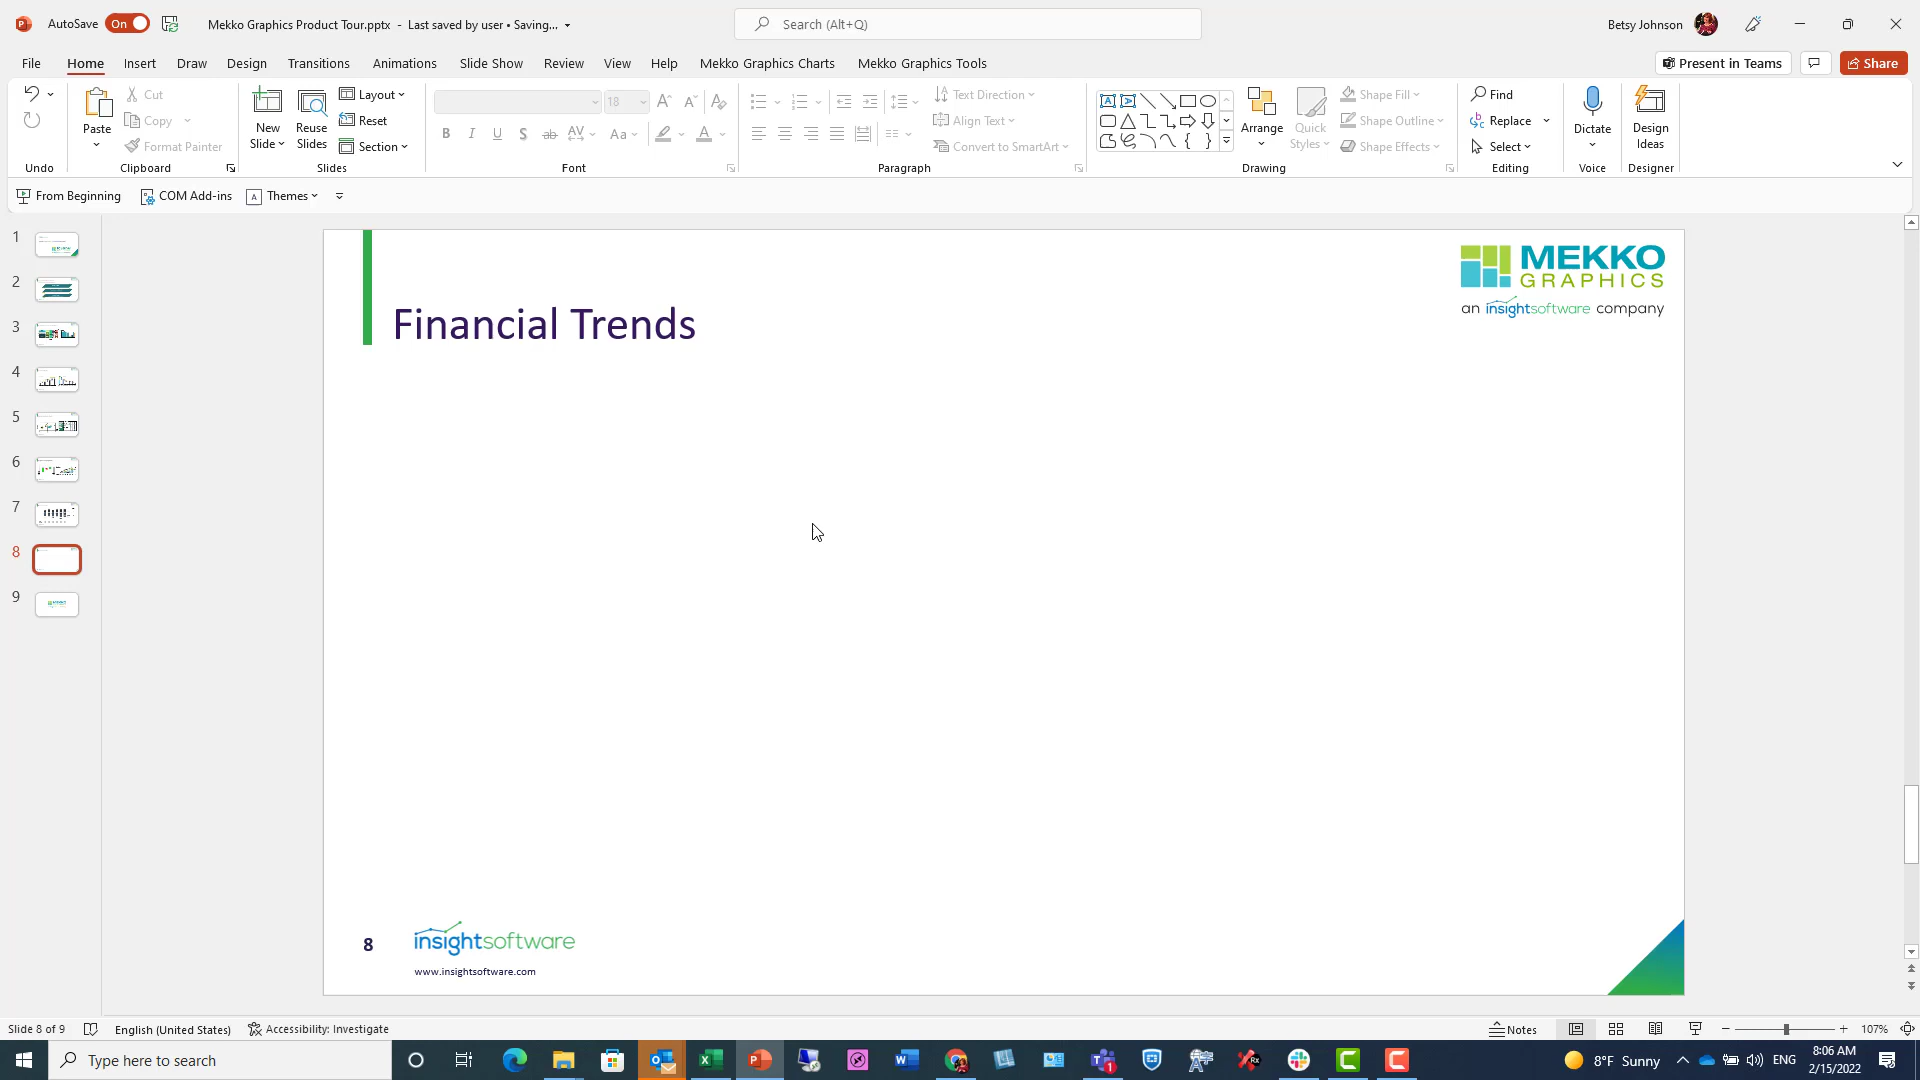 AutoSave On Mekko Graphics Product Tour.pptx - Last saved by user • Saving... Search (Alt+Q) Betsy Johnson
File Home Insert Draw Design Transitions Animations Slide Show Review View Help Mekko Graphics Charts Mekko Graphics Tools Present in Teams Share
Cut Layout 18 Text Direction Shape Fill Find
Copy Reset Align Text Shape Outline Replace
Paste New Slide Reuse Slides Arrange Quick Styles Dictate Design Ideas
Format Painter Section B I U S ab AV Aa A Convert to SmartArt Shape Effects Select
Undo Clipboard Slides Font Paragraph Drawing Editing Voice Designer
From Beginning COM Add-ins Themes
1
2
3
4
5
6
7
8
9
MEKKO
GRAPHICS
an insightsoftware company
Financial Trends
8 insightsoftware
www.insightsoftware.com
Slide 8 of 9 English (United States) Accessibility: Investigate Notes 107%
Type here to search 8°F Sunny ENG 8:06 AM
2/15/2022